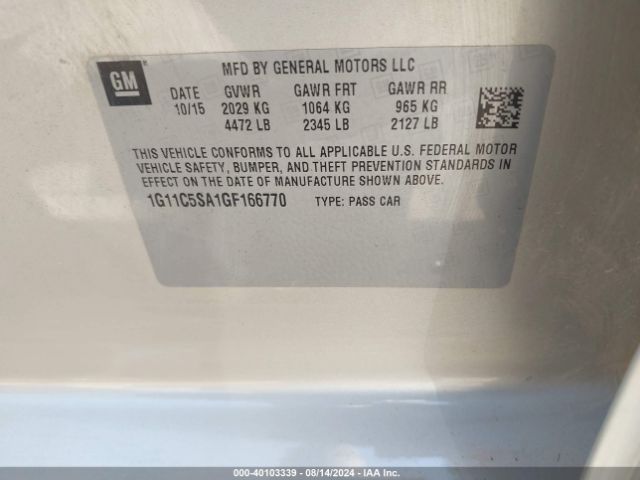 GM
MFD BY GENERAL MOTORS LLC
DATE GVWR GAWR FRT GAWR RR
10/15 2029 KG 1064 KG 965 KG
4472 LB 2345 LB 2127 LB
THIS VEHICLE CONFORMS TO ALL APPLICABLE U.S. FEDERAL MOTOR
VEHICLE SAFETY, BUMPER, AND THEFT PREVENTION STANDARDS IN
EFFECT ON THE DATE OF MANUFACTURE SHOWN ABOVE.
1G11C5SA1GF166770 TYPE: PASS CAR
000-40103339 - 08/14/2024 - IAA Inc.